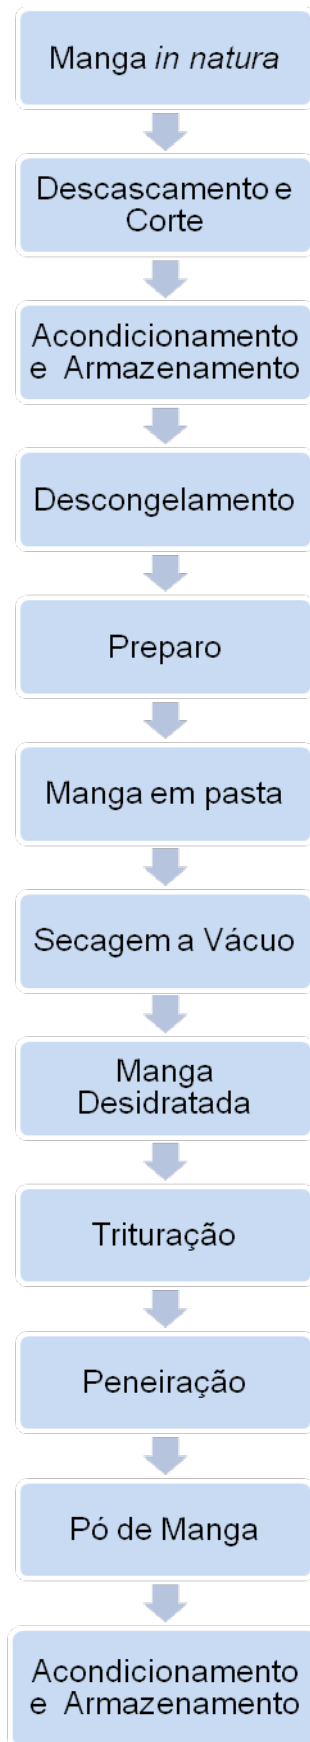 Manga in natura
Descascamento e
Corte
Acondicionamento
e Armazenamento
Descongelamento
Preparo
Manga em pasta
Secagem a Vácuo
Manga
Desidratada
Trituração
Peneiração
Pó de Manga
Acondicionamento
e Armazenamento